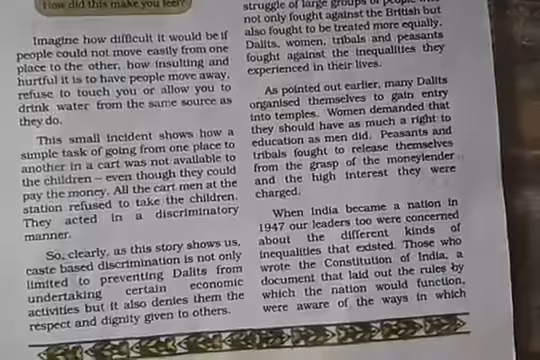 How did this make you feel?
Imagine how difficult it would be if
people could not move easily from one
place to the other, how insulting and
hurtful it is to have people move away,
refuse to touch you or allow you to
drink water from the same source as
they do.
This small incident shows how a
simple task of going from one place to
another in a cart was not available to
the children – even though they could
pay the money. All the cart men at the
station refused to take the children.
They acted in a discriminatory
manner.
So, clearly, as this story shows us,
caste based discrimination is not only
limited to preventing Dalits from
undertaking certain economic
activities but it also denies them the
respect and dignity given to others.
struggle of large groups of people
not only fought against the British but
also fought to be treated more equally.
Dalits, women, tribals and peasants
fought against the inequalities they
experienced in their lives.
As pointed out earlier, many Dalits
organised themselves to gain entry
into temples. Women demanded that
they should have as much a right to
education as men did. Peasants and
tribals fought to release themselves
from the grasp of the moneylender
and the high interest they were
charged.
When India became a nation in
1947 our leaders too were concerned
about the different kinds of
inequalities that existed. Those who
wrote the Constitution of India, a
document that laid out the rules by
which the nation would function,
were aware of the ways in which